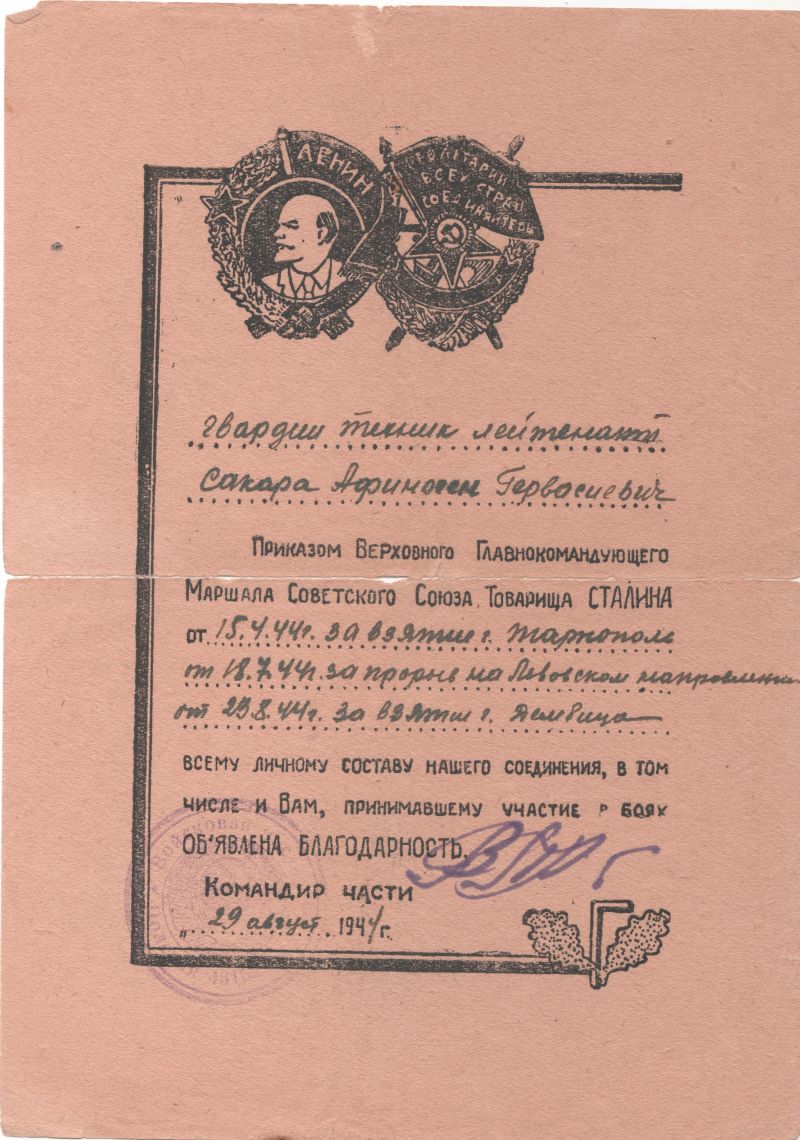 ЛЕНИН
ПРОЛЕТАРИИ
ВСЕХ СТРАН
СОЕДИНЯЙТЕСЬ
гвардии техник лейтенант
Сакара Афиноген Гервасиевич
Приказом Верховного Главнокомандующего
Маршала Советского Союза, Товарища СТАЛИНА
от 15.4.44г. за взятие г. Тарнополь
от 18.7.44г. за прорыв на Львовском направлении
от 23.8.44г. за взятие г. Дембица
всему личному составу нашего соединения, в том
числе и Вам, принимавшему участие в боях
об'явлена благодарность.
Командир части
„ 29 август 1944 г.
Войсковая